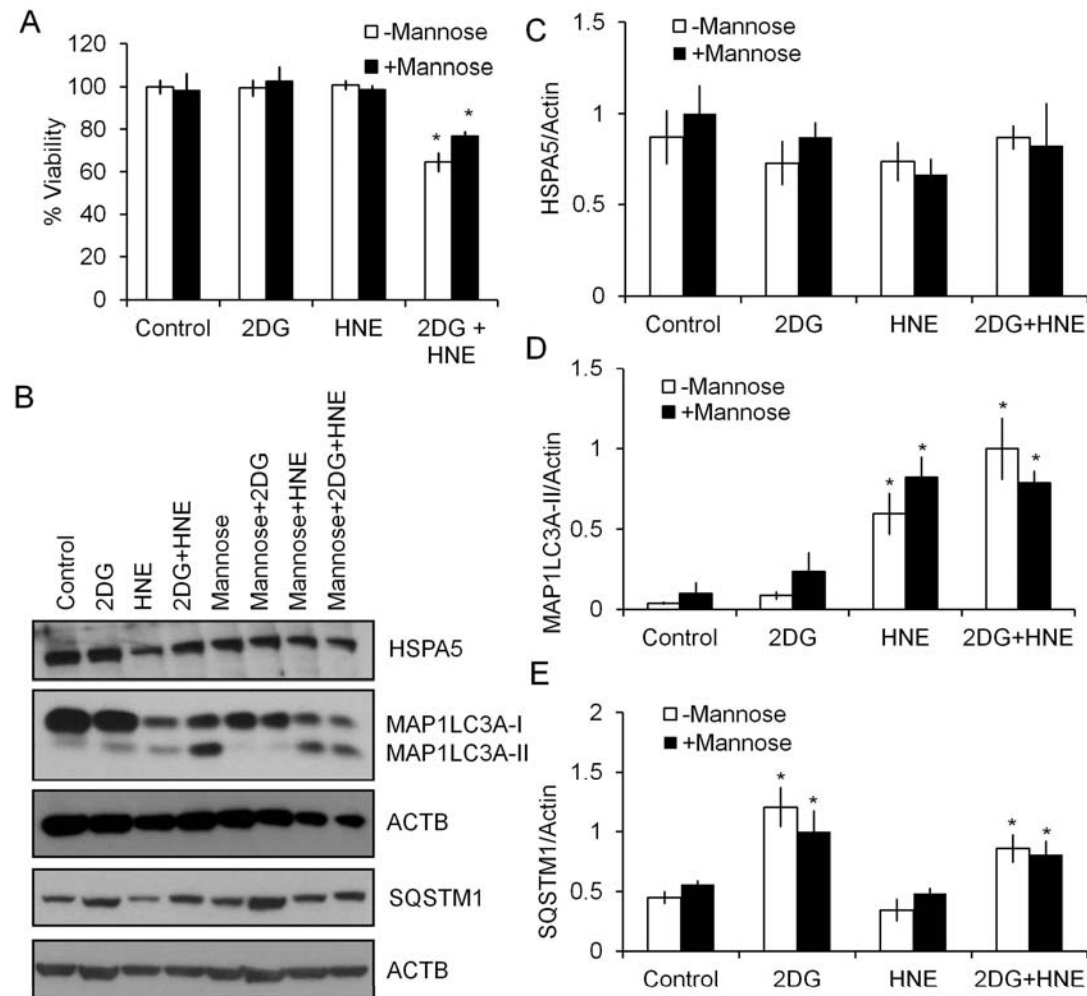 A
-Mannose
+Mannose
% Viability
120
100
80
60
40
20
0
*
*
Control
2DG
HNE
2DG +
HNE
B
Control
2DG
HNE
2DG+HNE
Mannose
Mannose+2DG
Mannose+HNE
Mannose+2DG+HNE
HSPA5
MAP1LC3A-I
MAP1LC3A-II
ACTB
SQSTM1
ACTB
C
-Mannose
+Mannose
HSPA5/Actin
1.5
1
0.5
0
Control
2DG
HNE
2DG+HNE
D
-Mannose
+Mannose
MAP1LC3A-II/Actin
1.5
1
0.5
0
*
*
*
*
Control
2DG
HNE
2DG+HNE
E
-Mannose
+Mannose
SQSTM1/Actin
2
1.5
1
0.5
0
*
*
*
*
Control
2DG
HNE
2DG+HNE